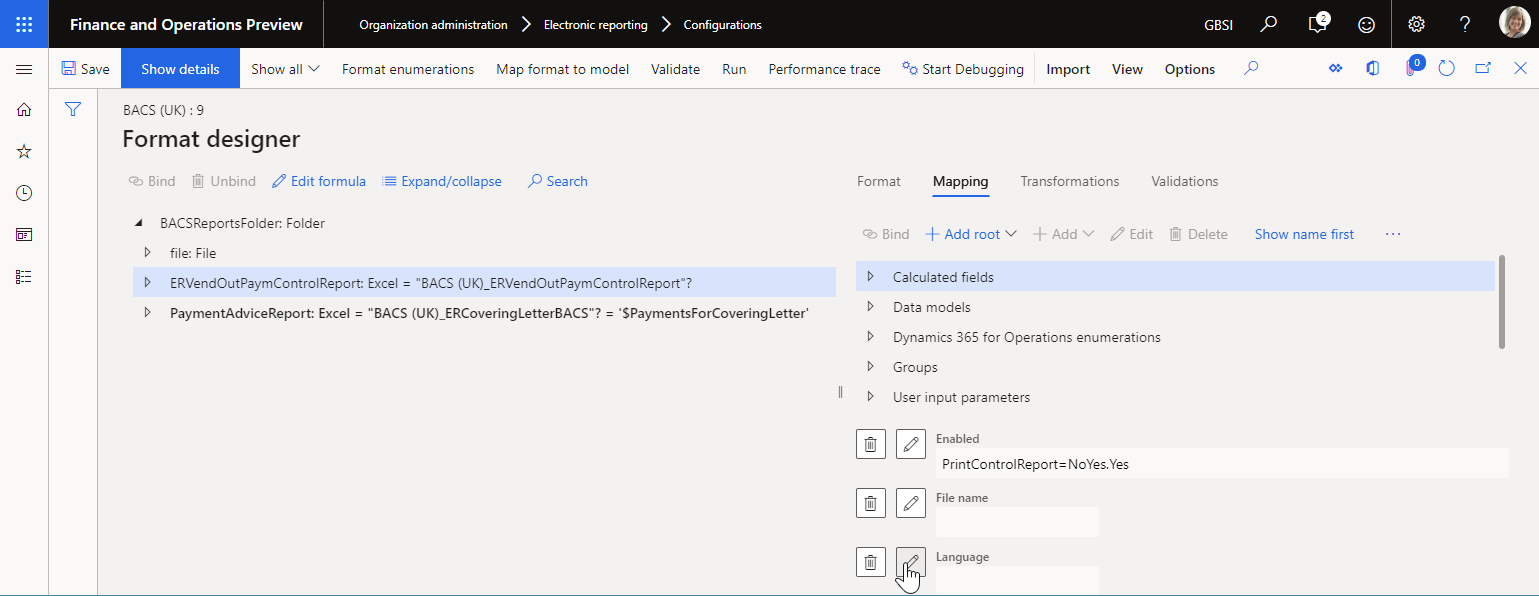 Finance and Operations Preview
Organization administration
Electronic reporting
Configurations
GBSI
2
?
Save
Show details
Show all
Format enumerations
Map format to model
Validate
Run
Performance trace
Start Debugging
Import
View
Options
0
BACS (UK) : 9
Format designer
Bind
Unbind
Edit formula
Expand/collapse
Search
BACSReportsFolder: Folder
file: File
ERVendOutPaymControlReport: Excel = "BACS (UK)_ERVendOutPaymControlReport"?
PaymentAdviceReport: Excel = "BACS (UK)_ERCoveringLetterBACS"? = '$PaymentsForCoveringLetter'
Format
Mapping
Transformations
Validations
Bind
Add root
Add
Edit
Delete
Show name first
...
Calculated fields
Data models
Dynamics 365 for Operations enumerations
Groups
User input parameters
Enabled
PrintControlReport=NoYes.Yes
File name
Language